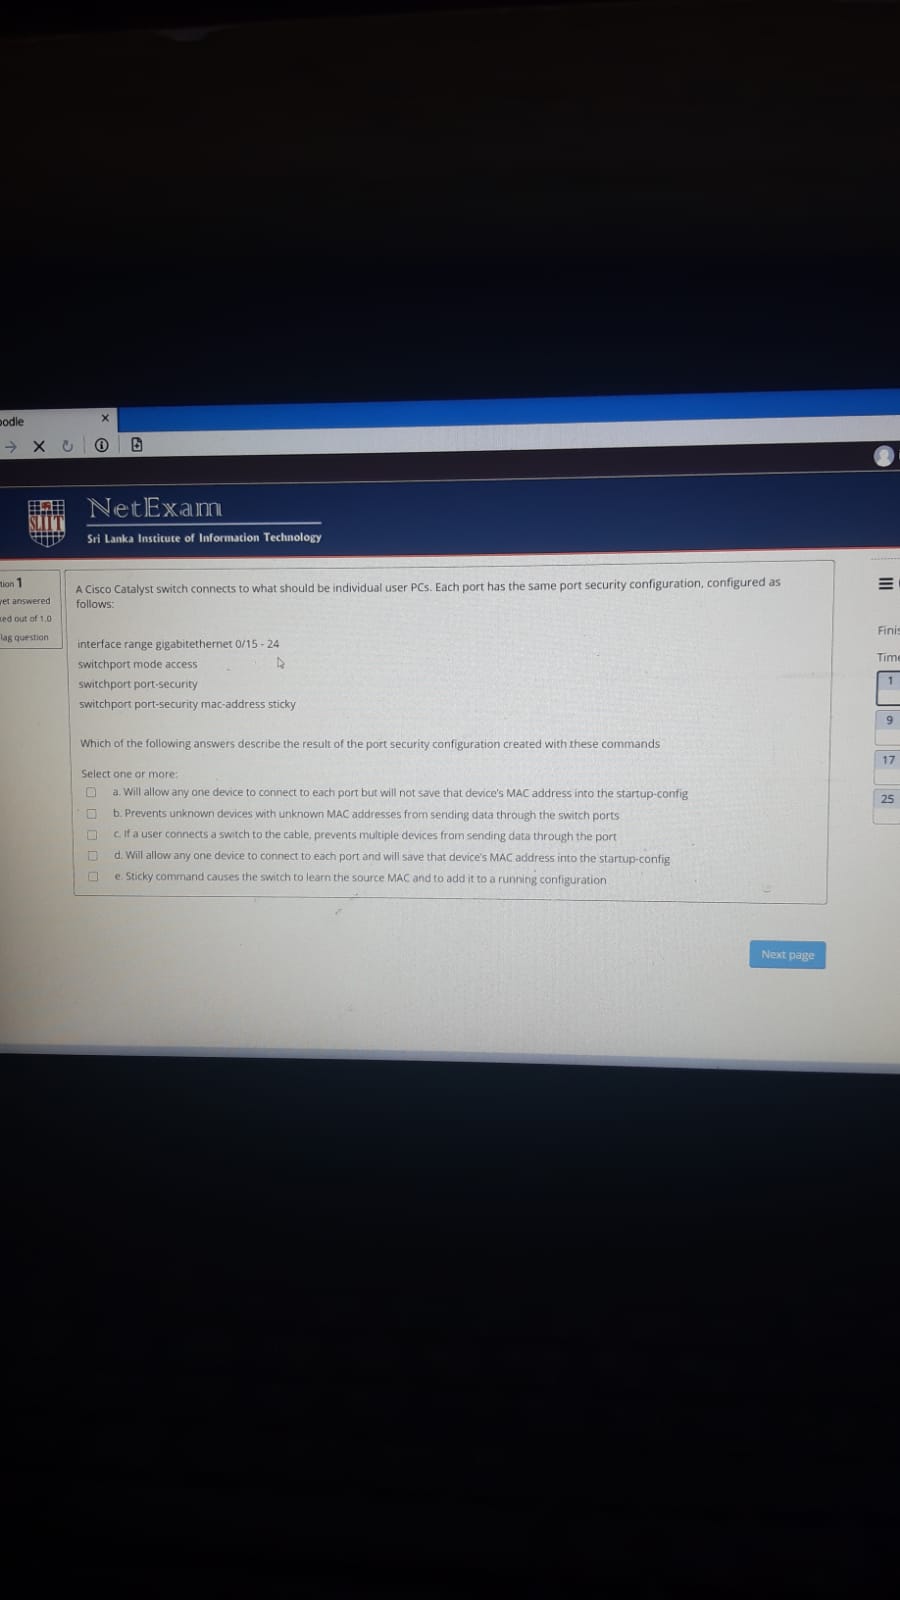 oodle
NetExam
SLIIT
Sri Lanka Institute of Information Technology
tion 1
yet answered
ked out of 1.0
lag question
A Cisco Catalyst switch connects to what should be individual user PCs. Each port has the same port security configuration, configured as
follows:
interface range gigabitethernet 0/15 - 24
switchport mode access
switchport port-security
switchport port-security mac-address sticky
Which of the following answers describe the result of the port security configuration created with these commands
Select one or more:
a. Will allow any one device to connect to each port but will not save that device's MAC address into the startup-config
b. Prevents unknown devices with unknown MAC addresses from sending data through the switch ports
c. If a user connects a switch to the cable, prevents multiple devices from sending data through the port
d. Will allow any one device to connect to each port and will save that device's MAC address into the startup-config
e. Sticky command causes the switch to learn the source MAC and to add it to a running configuration
Next page
Finis
Time
1
9
17
25